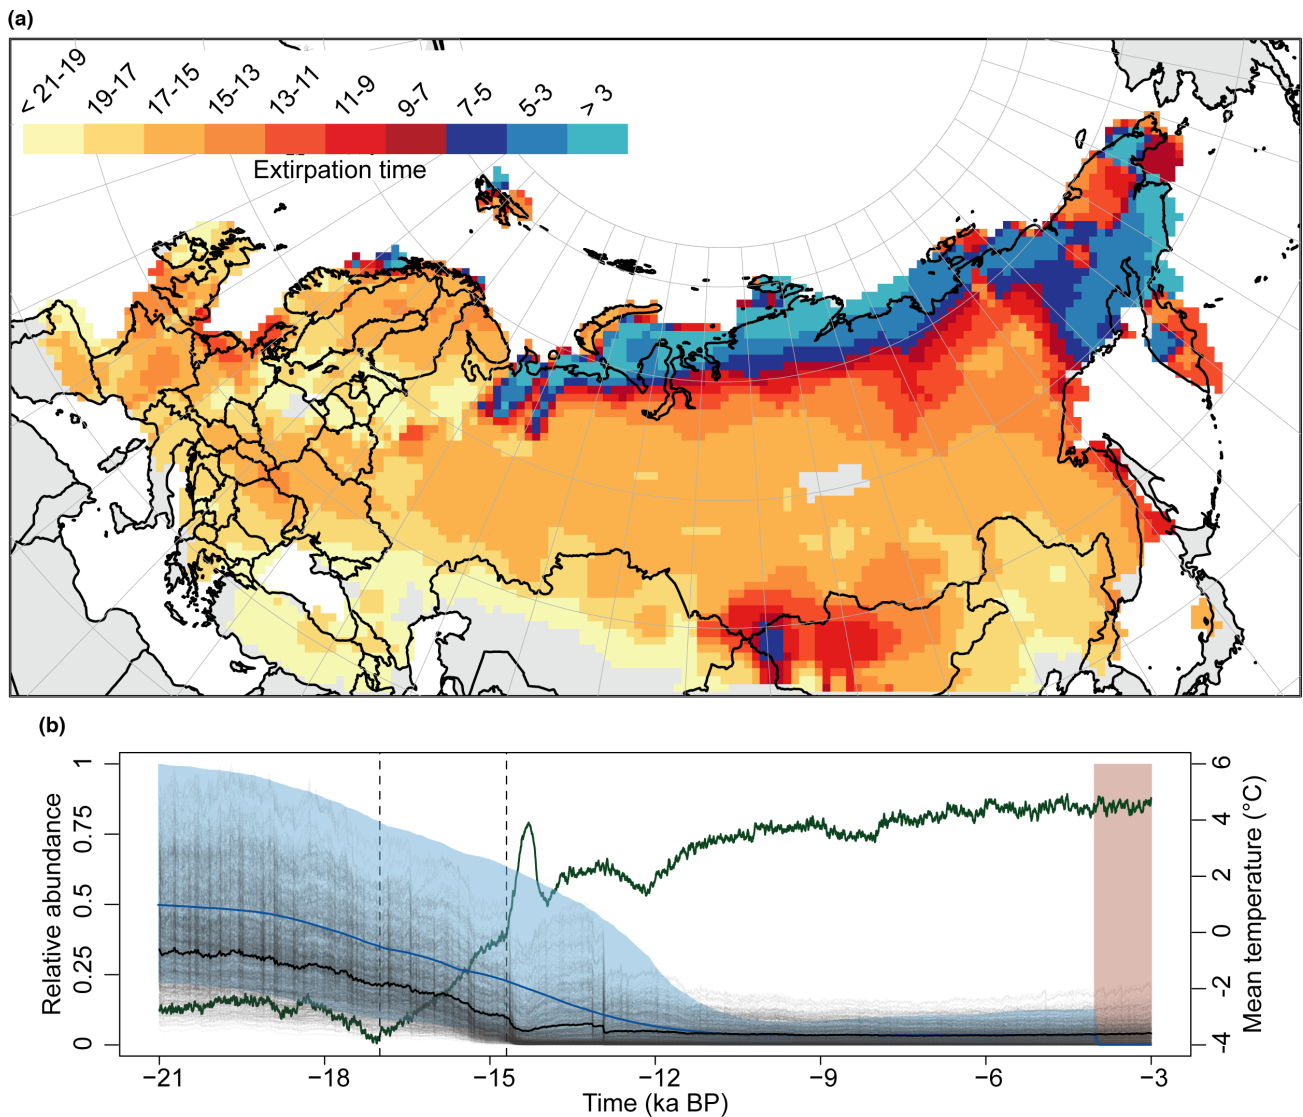 (a)
< 21-19 19-17 17-15 15-13 13-11 11-9 9-7 7-5 5-3 > 3
Extirpation time
(b)
Relative abundance
1
0.75
0.5
0.25
0
6
4
2
0
−2
−4
Mean temperature (°C)
−21 −18 −15 −12 −9 −6 −3
Time (ka BP)